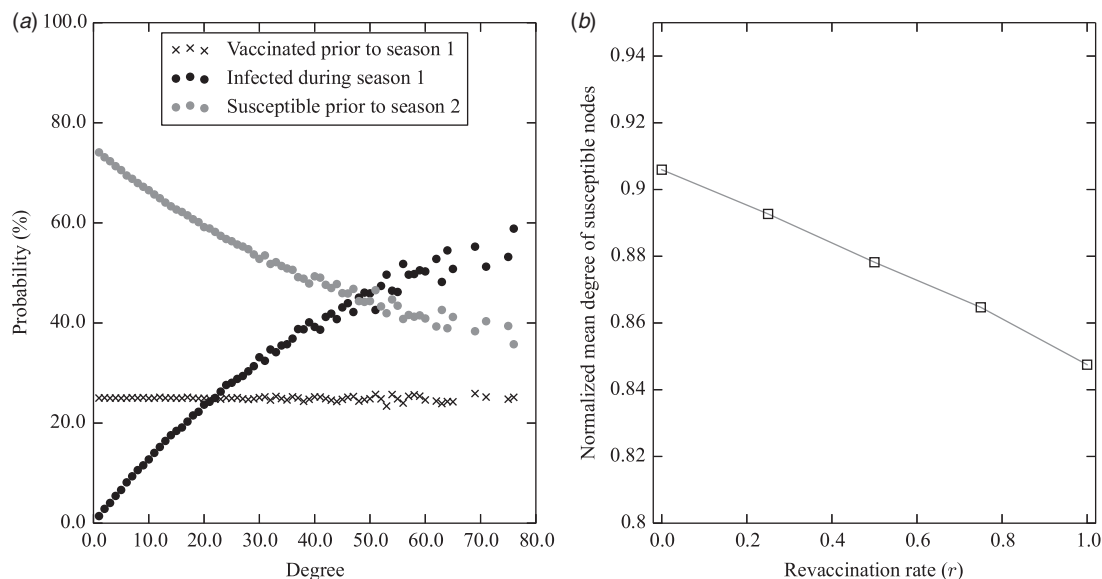 (a)
100.0
80.0
60.0
40.0
20.0
0.0
Probability (%)
Vaccinated prior to season 1
Infected during season 1
Susceptible prior to season 2
0.0 10.0 20.0 30.0 40.0 50.0 60.0 70.0 80.0
Degree
(b)
0.94
0.92
0.9
0.88
0.86
0.84
0.82
0.8
Normalized mean degree of susceptible nodes
0.0 0.2 0.4 0.6 0.8 1.0
Revaccination rate (r)